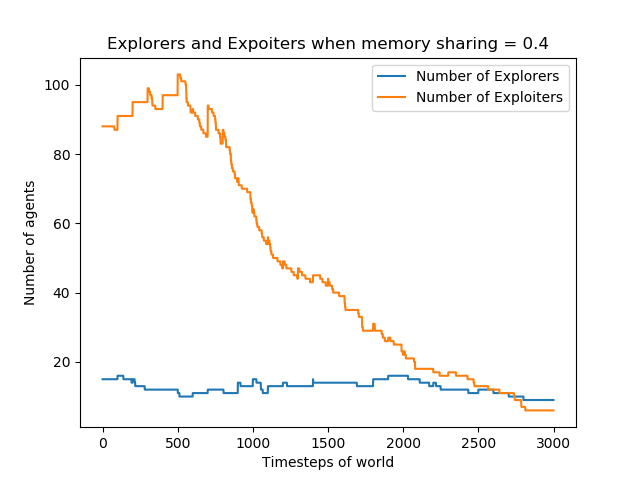 Explorers and Expoiters when memory sharing = 0.4
Number of Explorers
Number of Exploiters
100
80
60
40
20
Number of agents
0 500 1000 1500 2000 2500 3000
Timesteps of world